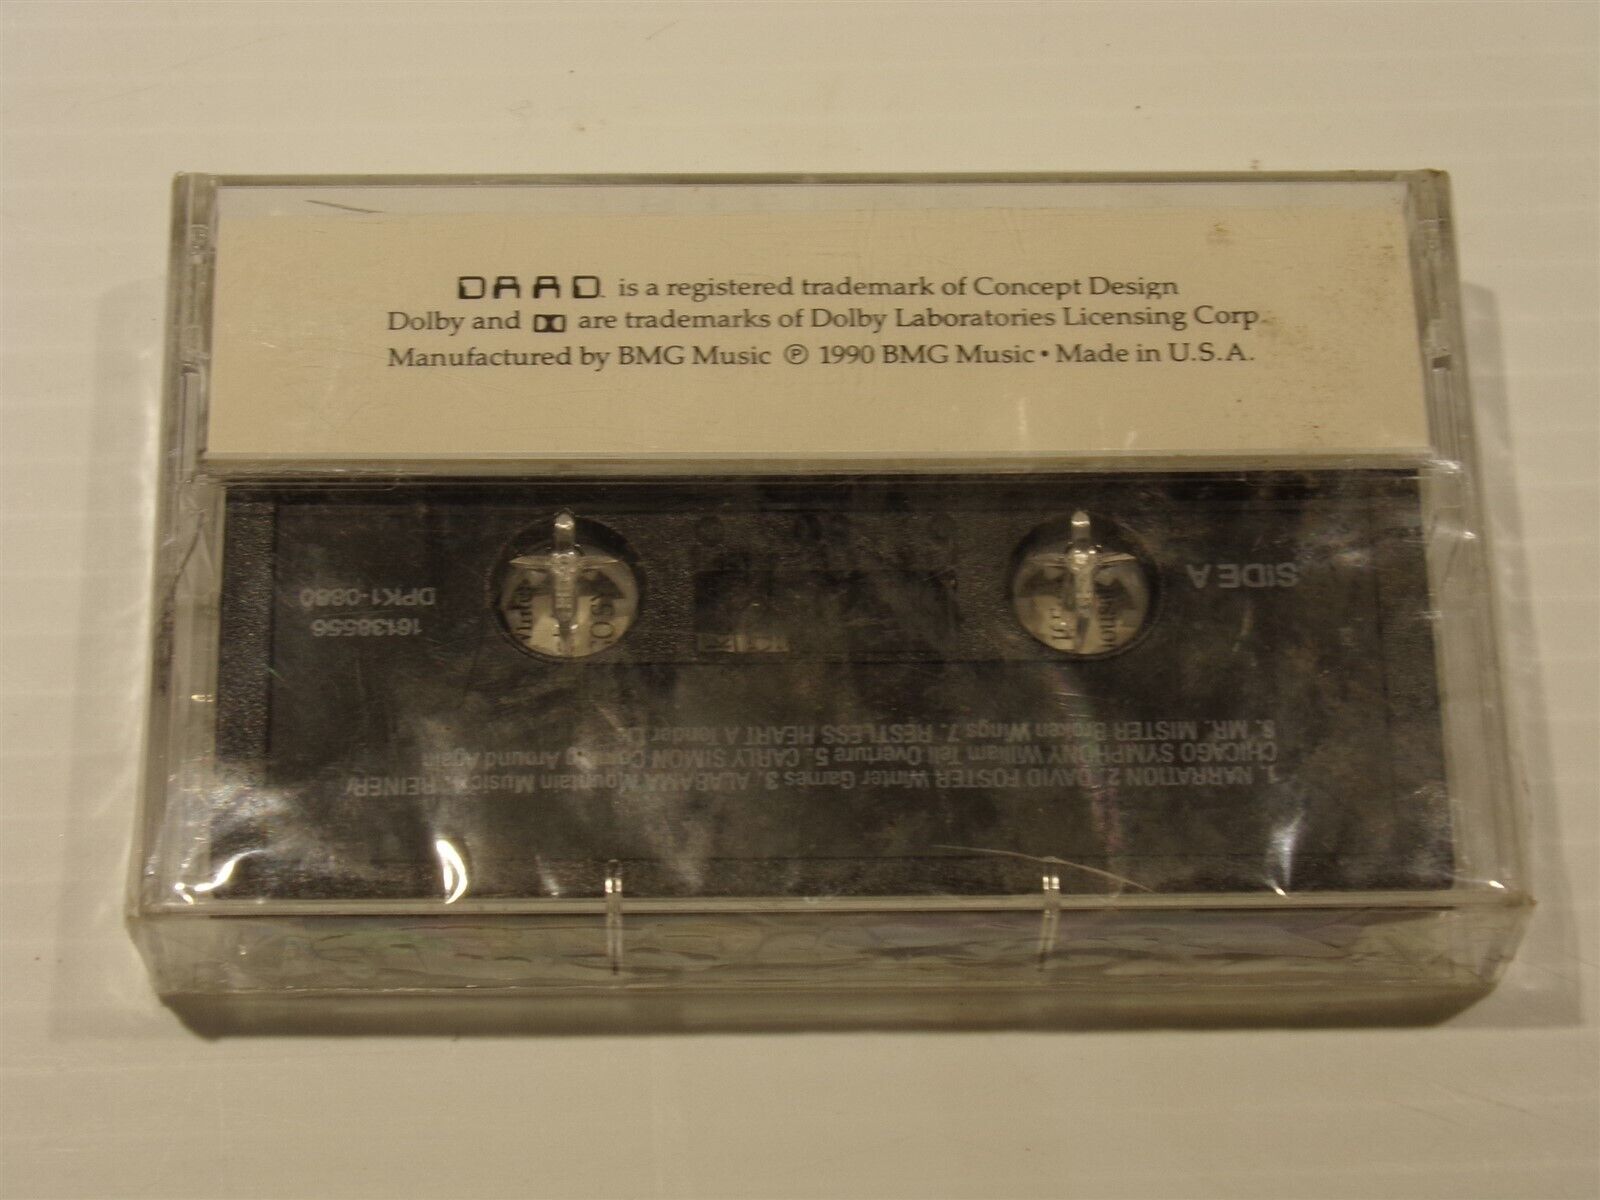 DAAD is a registered trademark of Concept Design
Dolby and are trademarks of Dolby Laboratories Licensing Corp.
Manufactured by BMG Music ℗ 1990 BMG Music • Made in U.S.A.
SIDE A
16138556
DPK1-0880
1. NARRATION 2. DAVID FOSTER Winter Games 3. ALABAMA Mountain Music REINER/
CHICAGO SYMPHONY William Tell Overture 5. CARLY SIMON Coming Around Again
6. MR. MISTER Broken Wings 7. RESTLESS HEART A Tender